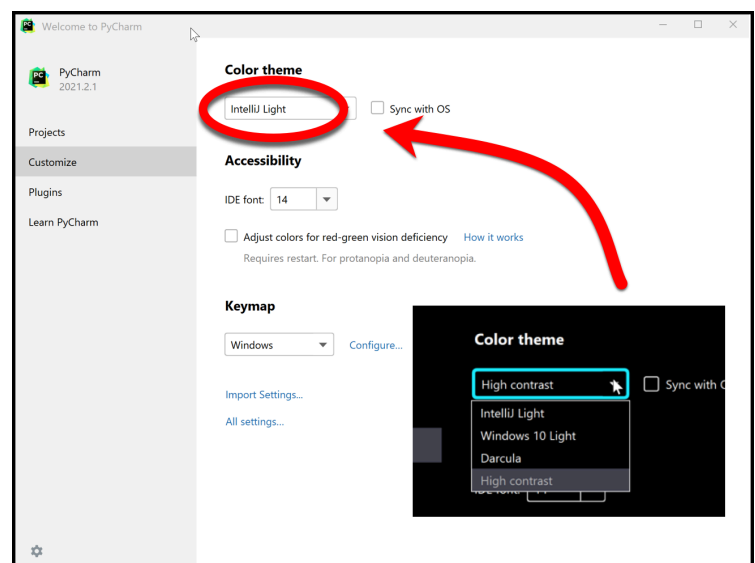 Welcome to PyCharm
PC
PyCharm
2021.2.1
Projects
Customize
Plugins
Learn PyCharm
Color theme
IntelliJ Light
Sync with OS
Accessibility
IDE font: 14
Adjust colors for red-green vision deficiency How it works
Requires restart. For protanopia and deuteranopia.
Keymap
Windows Configure...
Import Settings...
All settings...
Color theme
High contrast Sync with
IntelliJ Light
Windows 10 Light
Darcula
High contrast